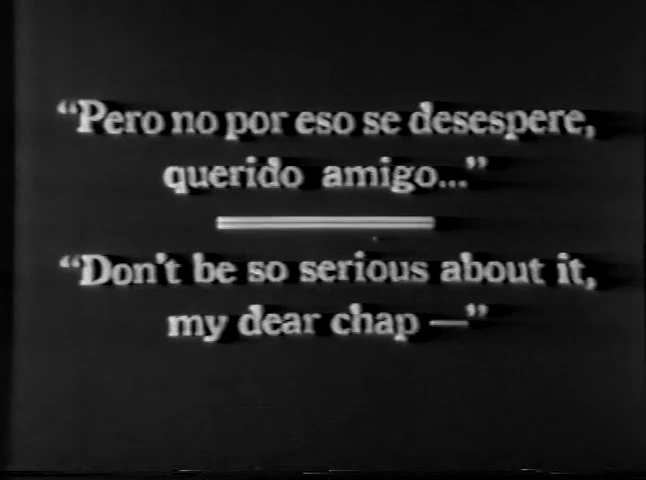 “Pero no por eso se desespere,
querido amigo...”
“Don't be so serious about it,
my dear chap —”